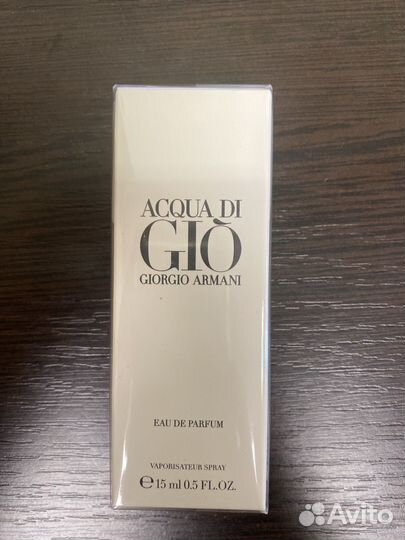 ACQUA DI
GIÒ
GIORGIO ARMANI
EAU DE PARFUM
VAPORISATEUR SPRAY
℮ 15 ml 0.5 FL.OZ.
Avito